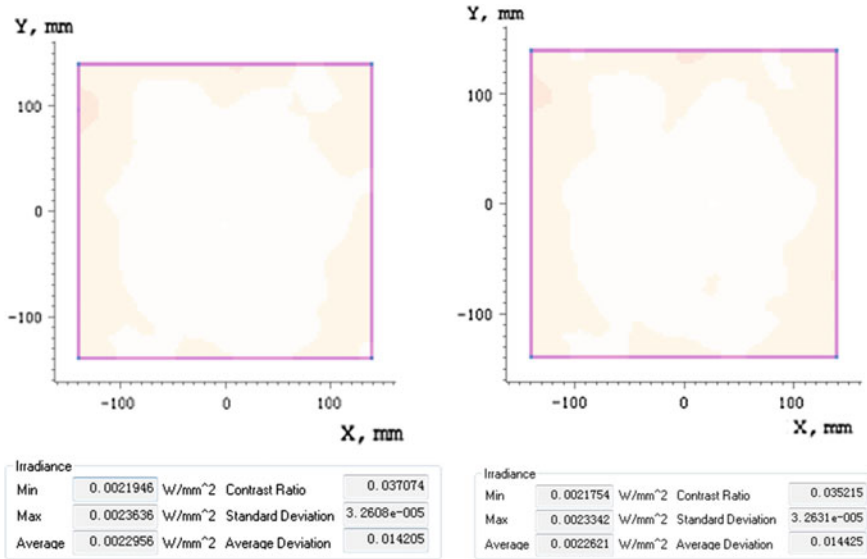 Y, mm
100
0
-100
-100
0
100
X, mm
Irradiance
Min 0.0021946 W/mm^2 Contrast Ratio 0.037074
Max 0.0023636 W/mm^2 Standard Deviation 3.2608e-005
Average 0.0022956 W/mm^2 Average Deviation 0.014205
Y, mm
100
0
-100
-100
0
100
X, mm
Irradiance
Min 0.0021754 W/mm^2 Contrast Ratio 0.035215
Max 0.0023342 W/mm^2 Standard Deviation 3.2631e-005
Average 0.0022621 W/mm^2 Average Deviation 0.014425